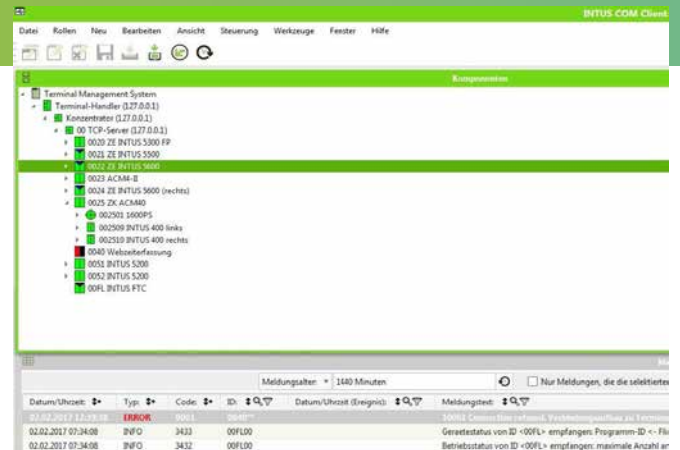 INTUS COM Client
Datei Rollen Neu Bearbeiten Ansicht Steuerung Werkzeuge Fenster Hilfe
Komponenten
Terminal Management System
Terminal-Handler (127.0.0.1)
Konzentrator (127.0.0.1)
00 TCP-Server (127.0.0.1)
0020 ZE INTUS 5300 FP
0021 ZE INTUS 5500
0022 ZE INTUS 5600
0023 ACM4-II
0024 ZE INTUS 5600 (rechts)
0025 ZK ACM40
002501 1600PS
002509 INTUS 400 links
002510 INTUS 400 rechts
0040 Webzeiterfassung
0051 INTUS 5200
0052 INTUS 5200
00FL INTUS FTC
Meldungsalter: 1440 Minuten Nur Meldungen, die die selektierten
Datum/Uhrzeit: Typ: Code: ID: Datum/Uhrzeit (Ereignis): Meldungstext:
ERROR
02.02.2017 07:34:08 INFO 3433 00FL00 Geraetestatus von ID <00FL> empfangen: Programm-ID <-
02.02.2017 07:34:08 INFO 3432 00FL00 Betriebsstatus von ID <00FL> empfangen: maximale Anzahl